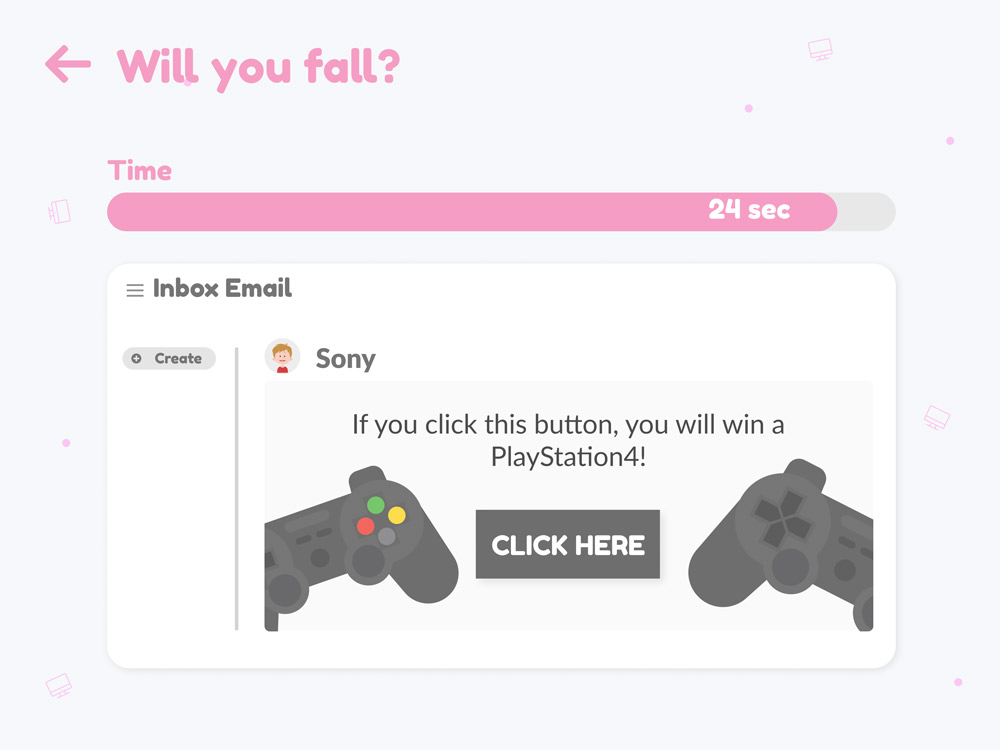 Will you fall?
Time
24 sec
Inbox Email
Create
Sony
If you click this button, you will win a
PlayStation4!
CLICK HERE